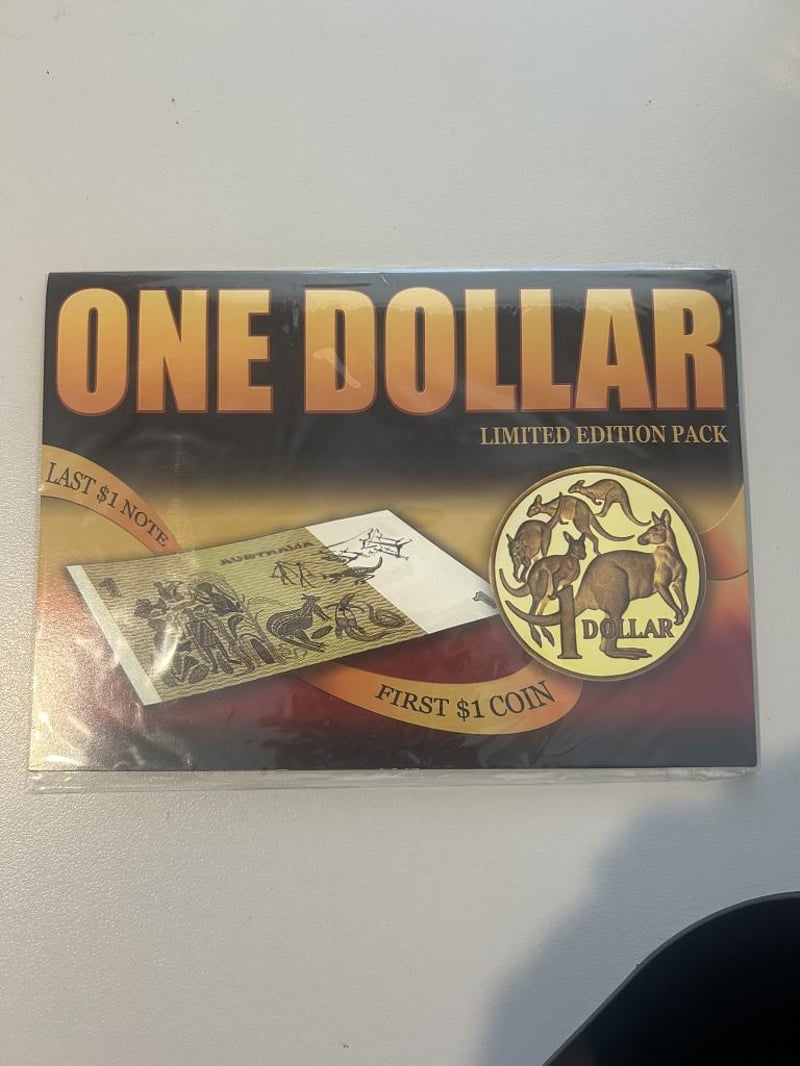 ONE DOLLAR
LIMITED EDITION PACK
LAST $1 NOTE
AUSTRALIA
1 DOLLAR
FIRST $1 COIN